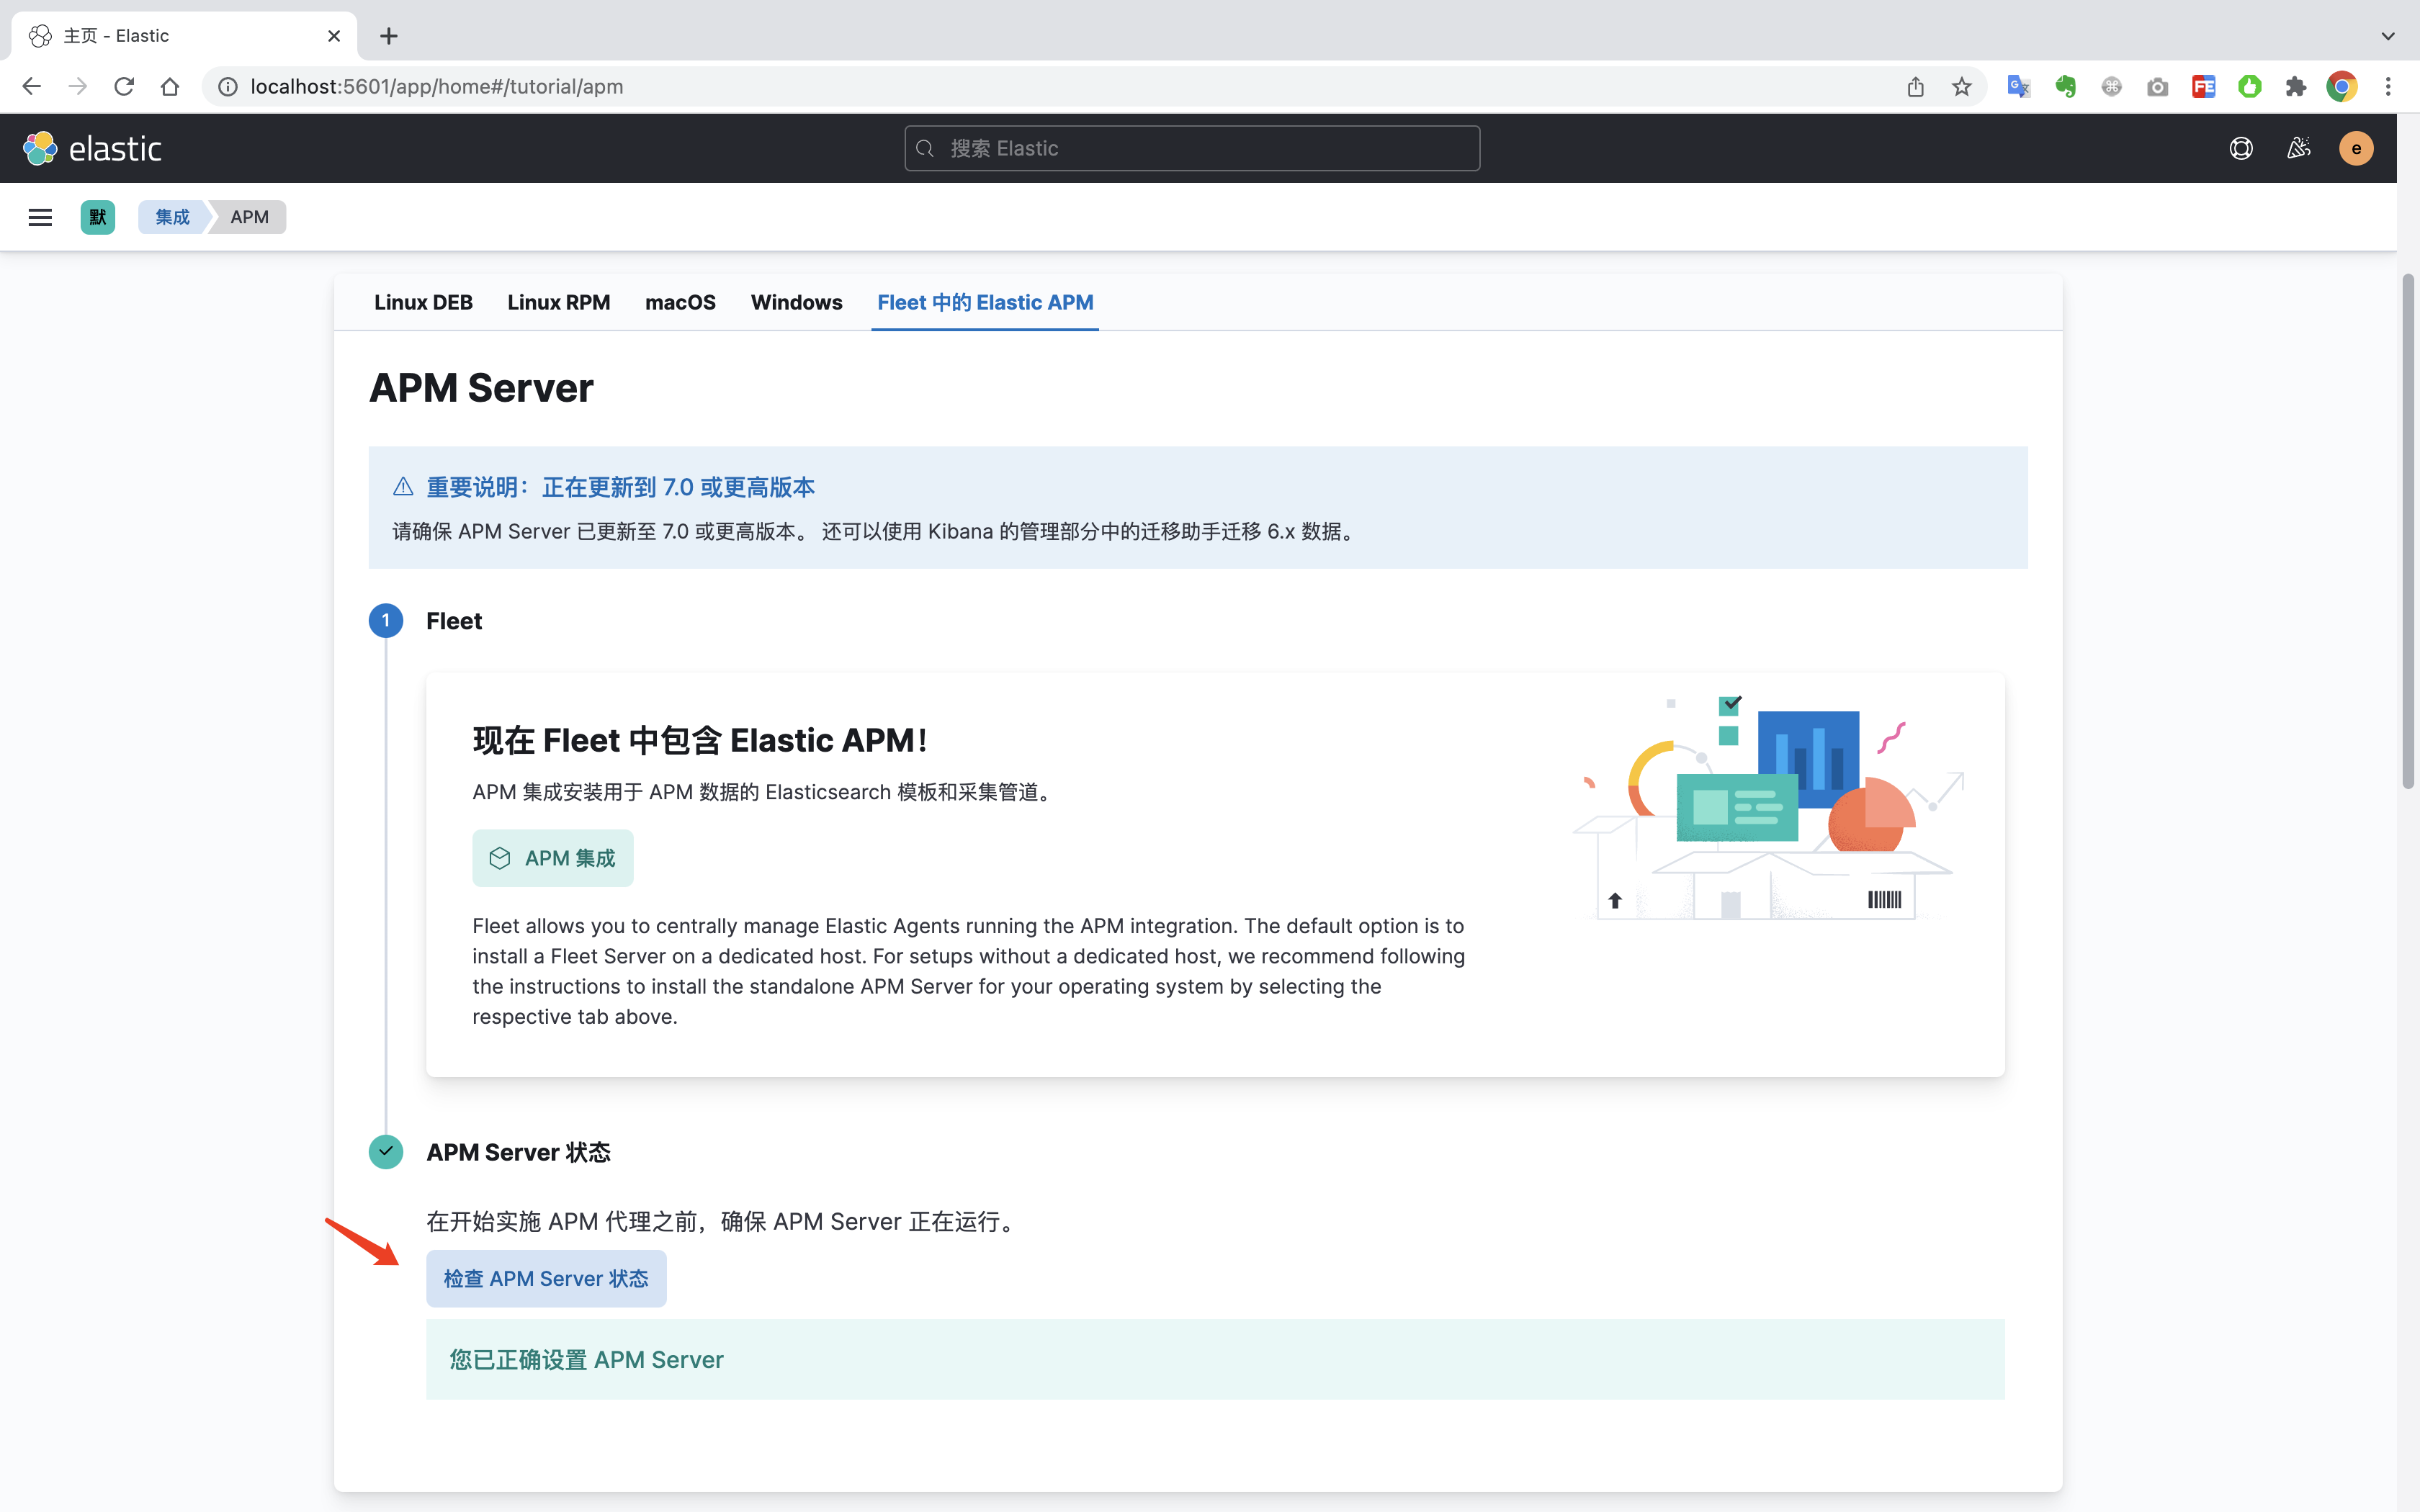 主页 - Elastic
localhost:5601/app/home#/tutorial/apm
elastic
搜索 Elastic
e
默
集成
APM
Linux DEB
Linux RPM
macOS
Windows
Fleet 中的 Elastic APM
APM Server
重要说明：正在更新到 7.0 或更高版本
请确保 APM Server 已更新至 7.0 或更高版本。 还可以使用 Kibana 的管理部分中的迁移助手迁移 6.x 数据。
1
Fleet
现在 Fleet 中包含 Elastic APM！
APM 集成安装用于 APM 数据的 Elasticsearch 模板和采集管道。
APM 集成
Fleet allows you to centrally manage Elastic Agents running the APM integration. The default option is to
install a Fleet Server on a dedicated host. For setups without a dedicated host, we recommend following
the instructions to install the standalone APM Server for your operating system by selecting the
respective tab above.
APM Server 状态
在开始实施 APM 代理之前，确保 APM Server 正在运行。
检查 APM Server 状态
您已正确设置 APM Server